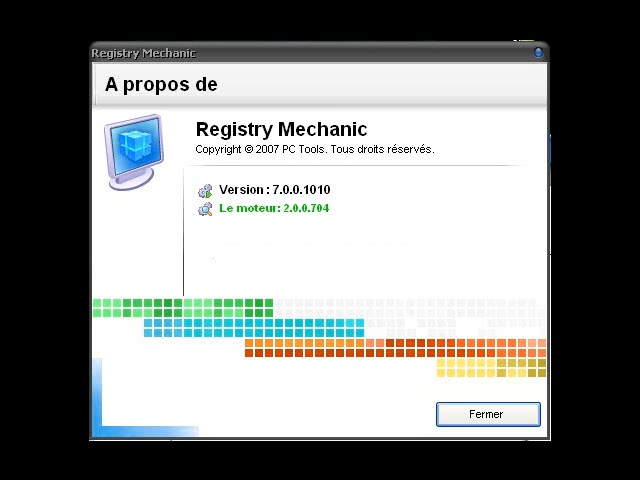 Registry Mechanic
A propos de
Registry Mechanic
Copyright © 2007 PC Tools. Tous droits réservés.
Version : 7.0.0.1010
Le moteur: 2.0.0.704
Fermer